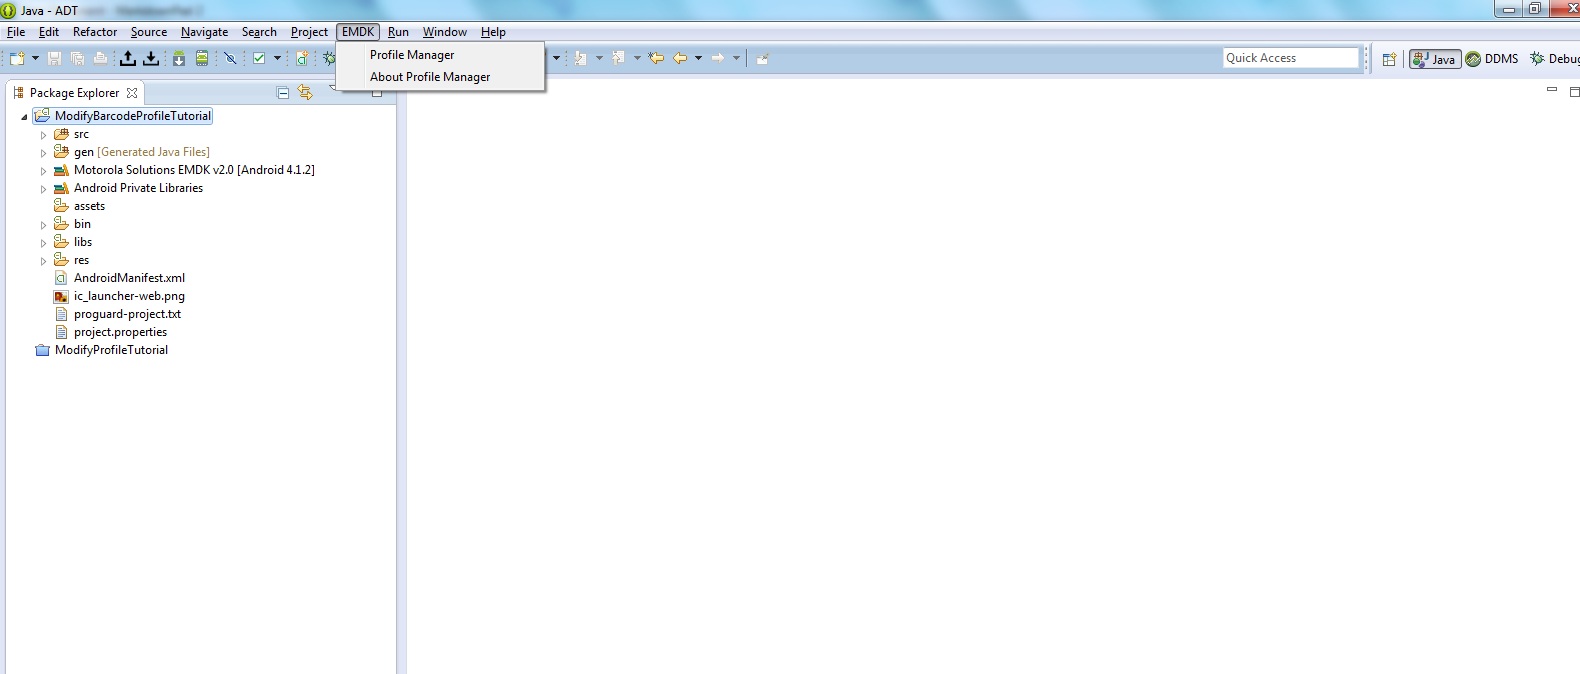 Java - ADT
File Edit Refactor Source Navigate Search Project EMDK Run Window Help
Profile Manager
About Profile Manager
Quick Access
Java DDMS Debug
Package Explorer
ModifyBarcodeProfileTutorial
src
gen [Generated Java Files]
Motorola Solutions EMDK v2.0 [Android 4.1.2]
Android Private Libraries
assets
bin
libs
res
AndroidManifest.xml
ic_launcher-web.png
proguard-project.txt
project.properties
ModifyProfileTutorial